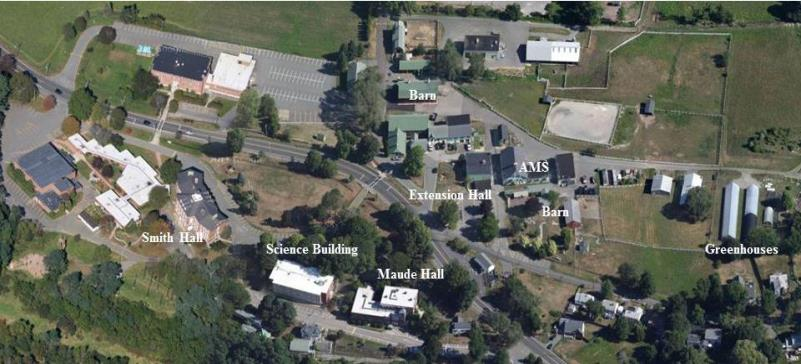 Barn
AMS
Extension Hall
Barn
Smith Hall
Science Building
Greenhouses
Maude Hall